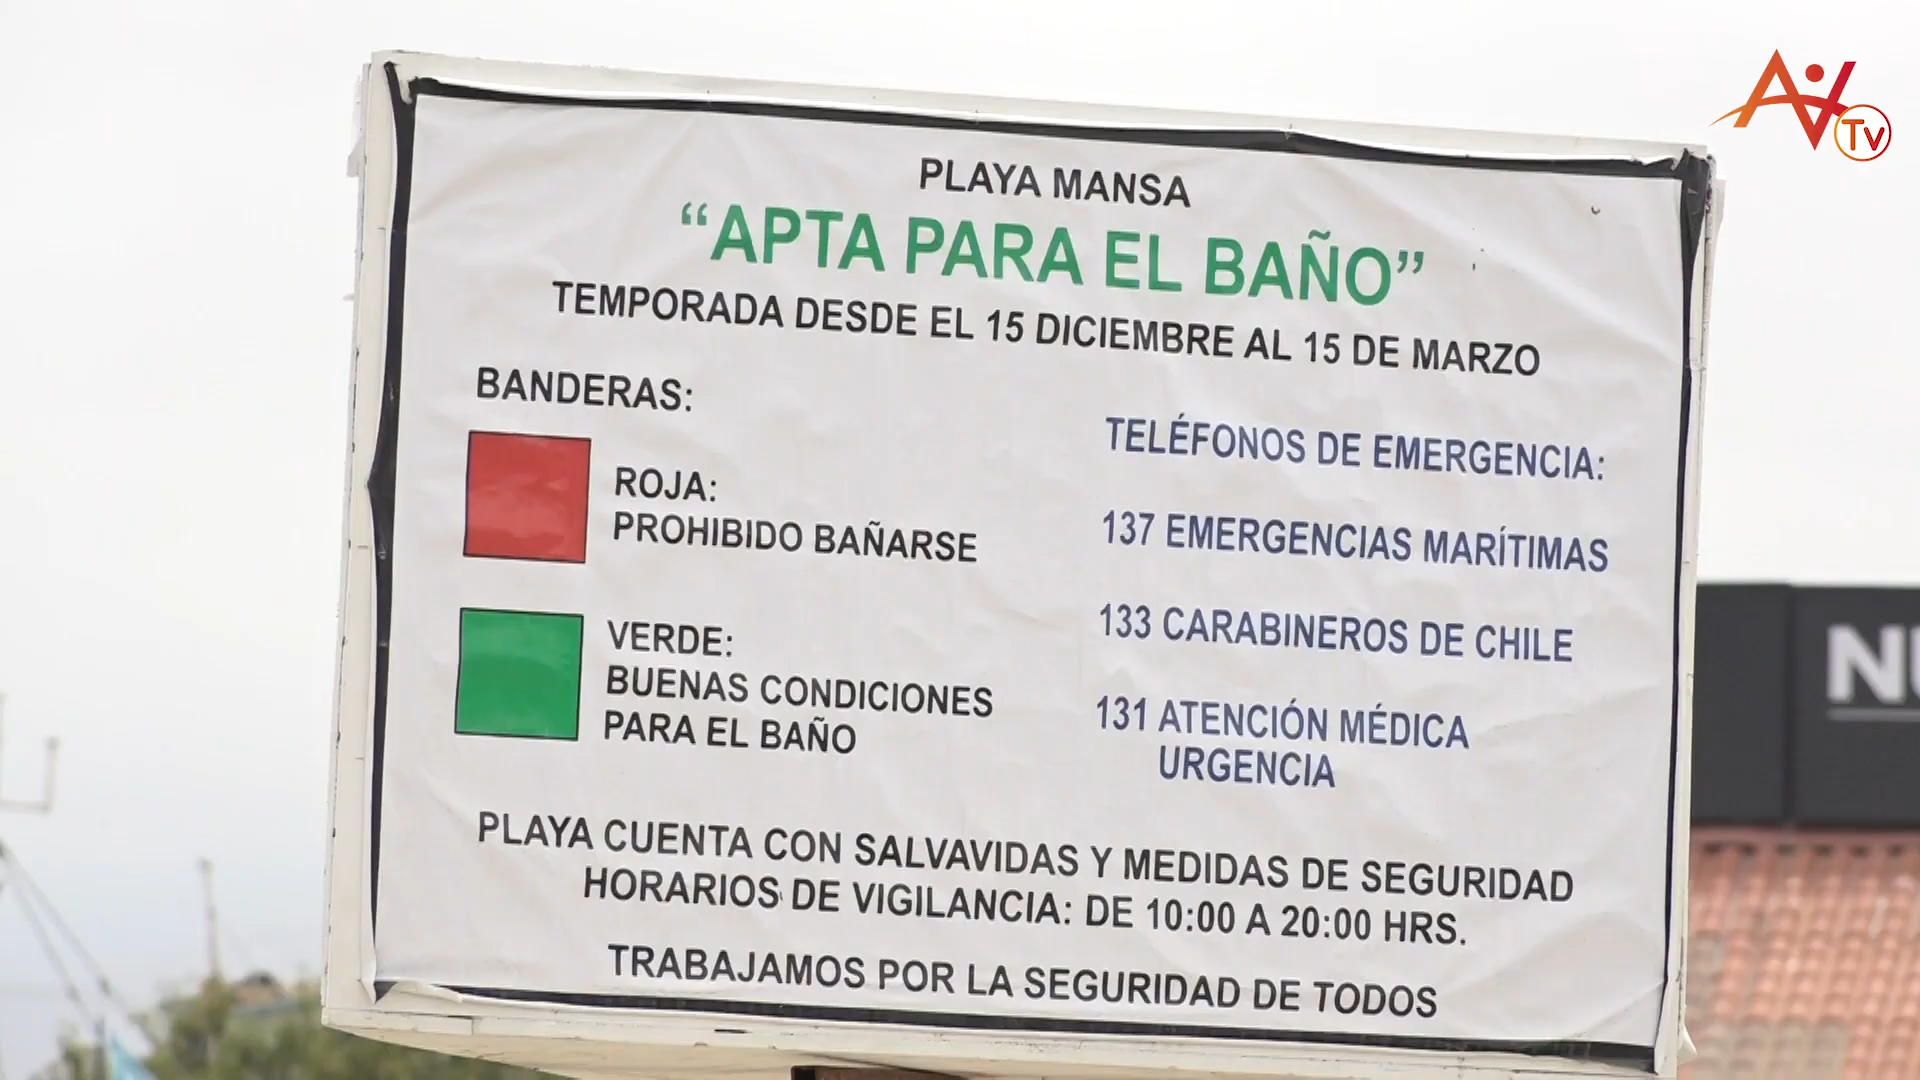 AV Tv
PLAYA MANSA
“APTA PARA EL BAÑO”
TEMPORADA DESDE EL 15 DICIEMBRE AL 15 DE MARZO
BANDERAS:
ROJA:
PROHIBIDO BAÑARSE
VERDE:
BUENAS CONDICIONES
PARA EL BAÑO
TELÉFONOS DE EMERGENCIA:
137 EMERGENCIAS MARÍTIMAS
133 CARABINEROS DE CHILE
131 ATENCIÓN MÉDICA
URGENCIA
PLAYA CUENTA CON SALVAVIDAS Y MEDIDAS DE SEGURIDAD
HORARIOS DE VIGILANCIA: DE 10:00 A 20:00 HRS.
TRABAJAMOS POR LA SEGURIDAD DE TODOS